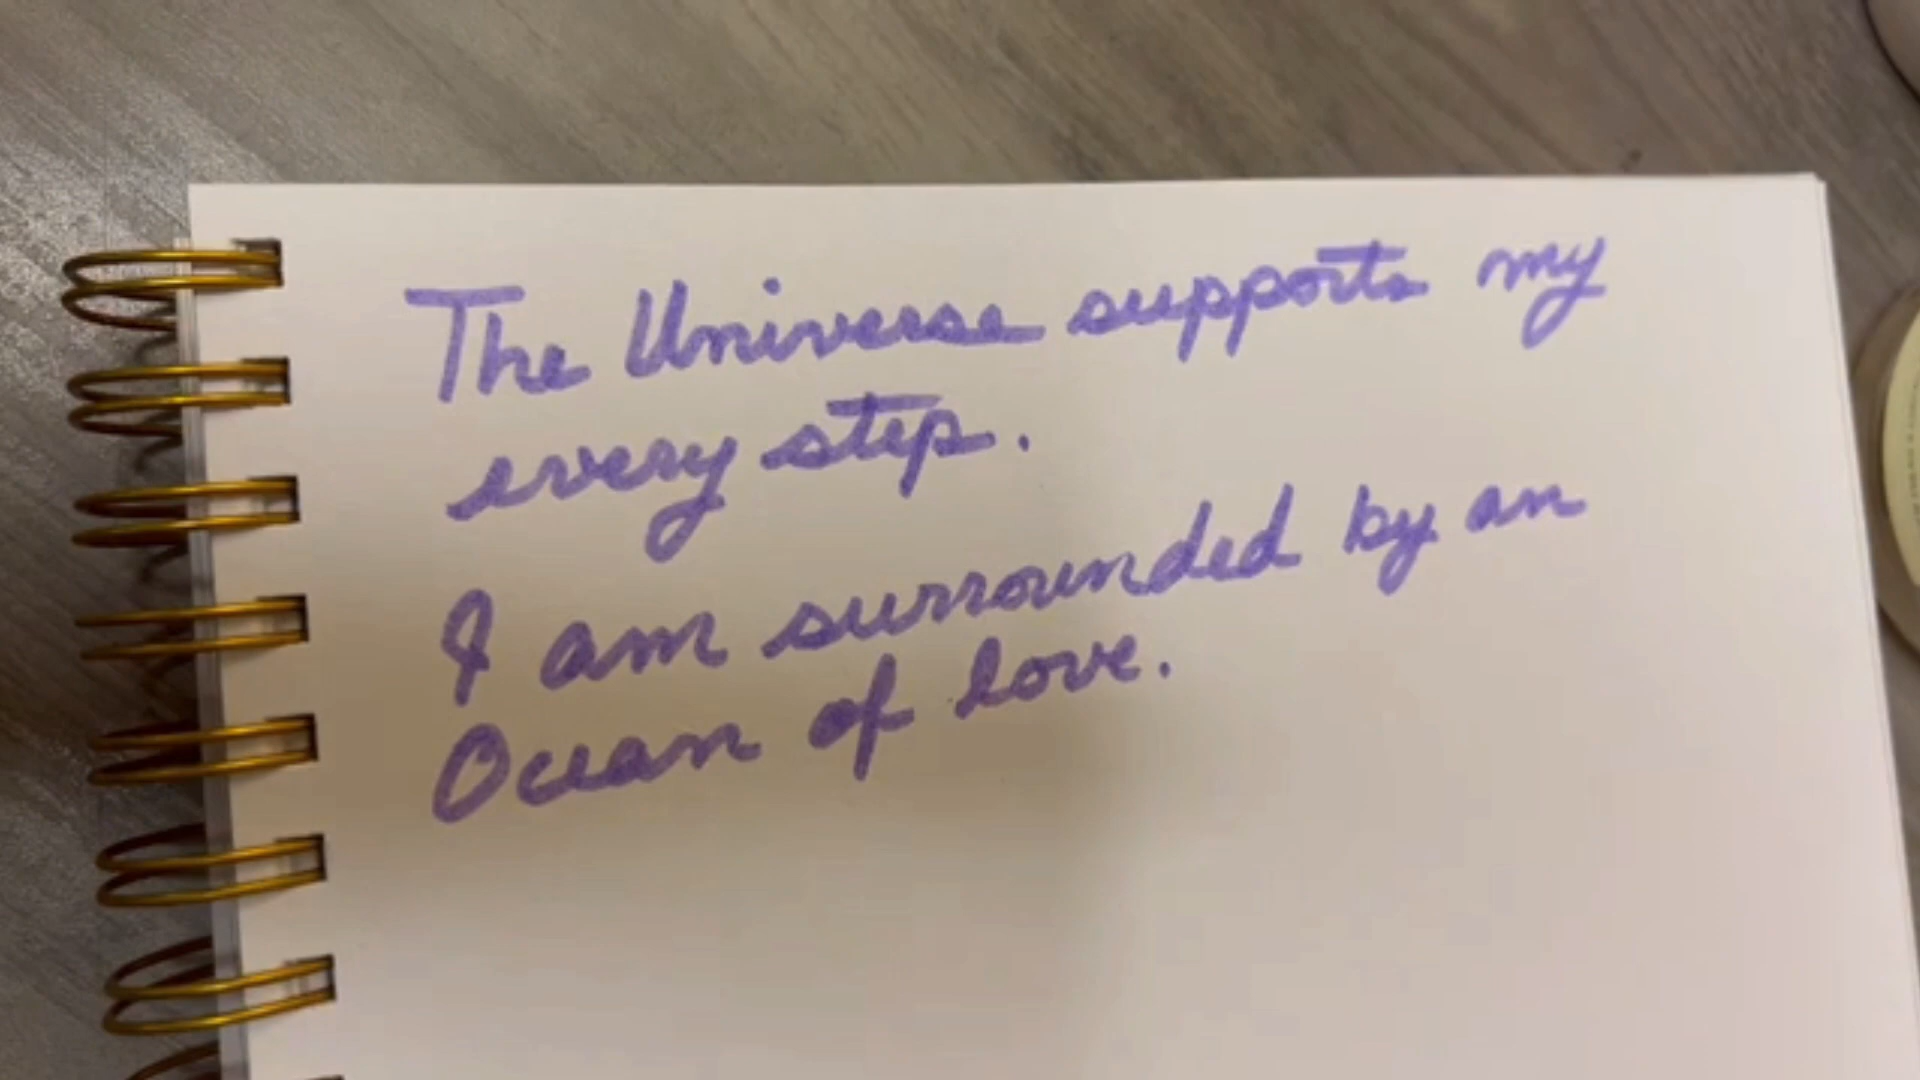 The Universe supports my
every step.
I am surrounded by an
Ocean of love.